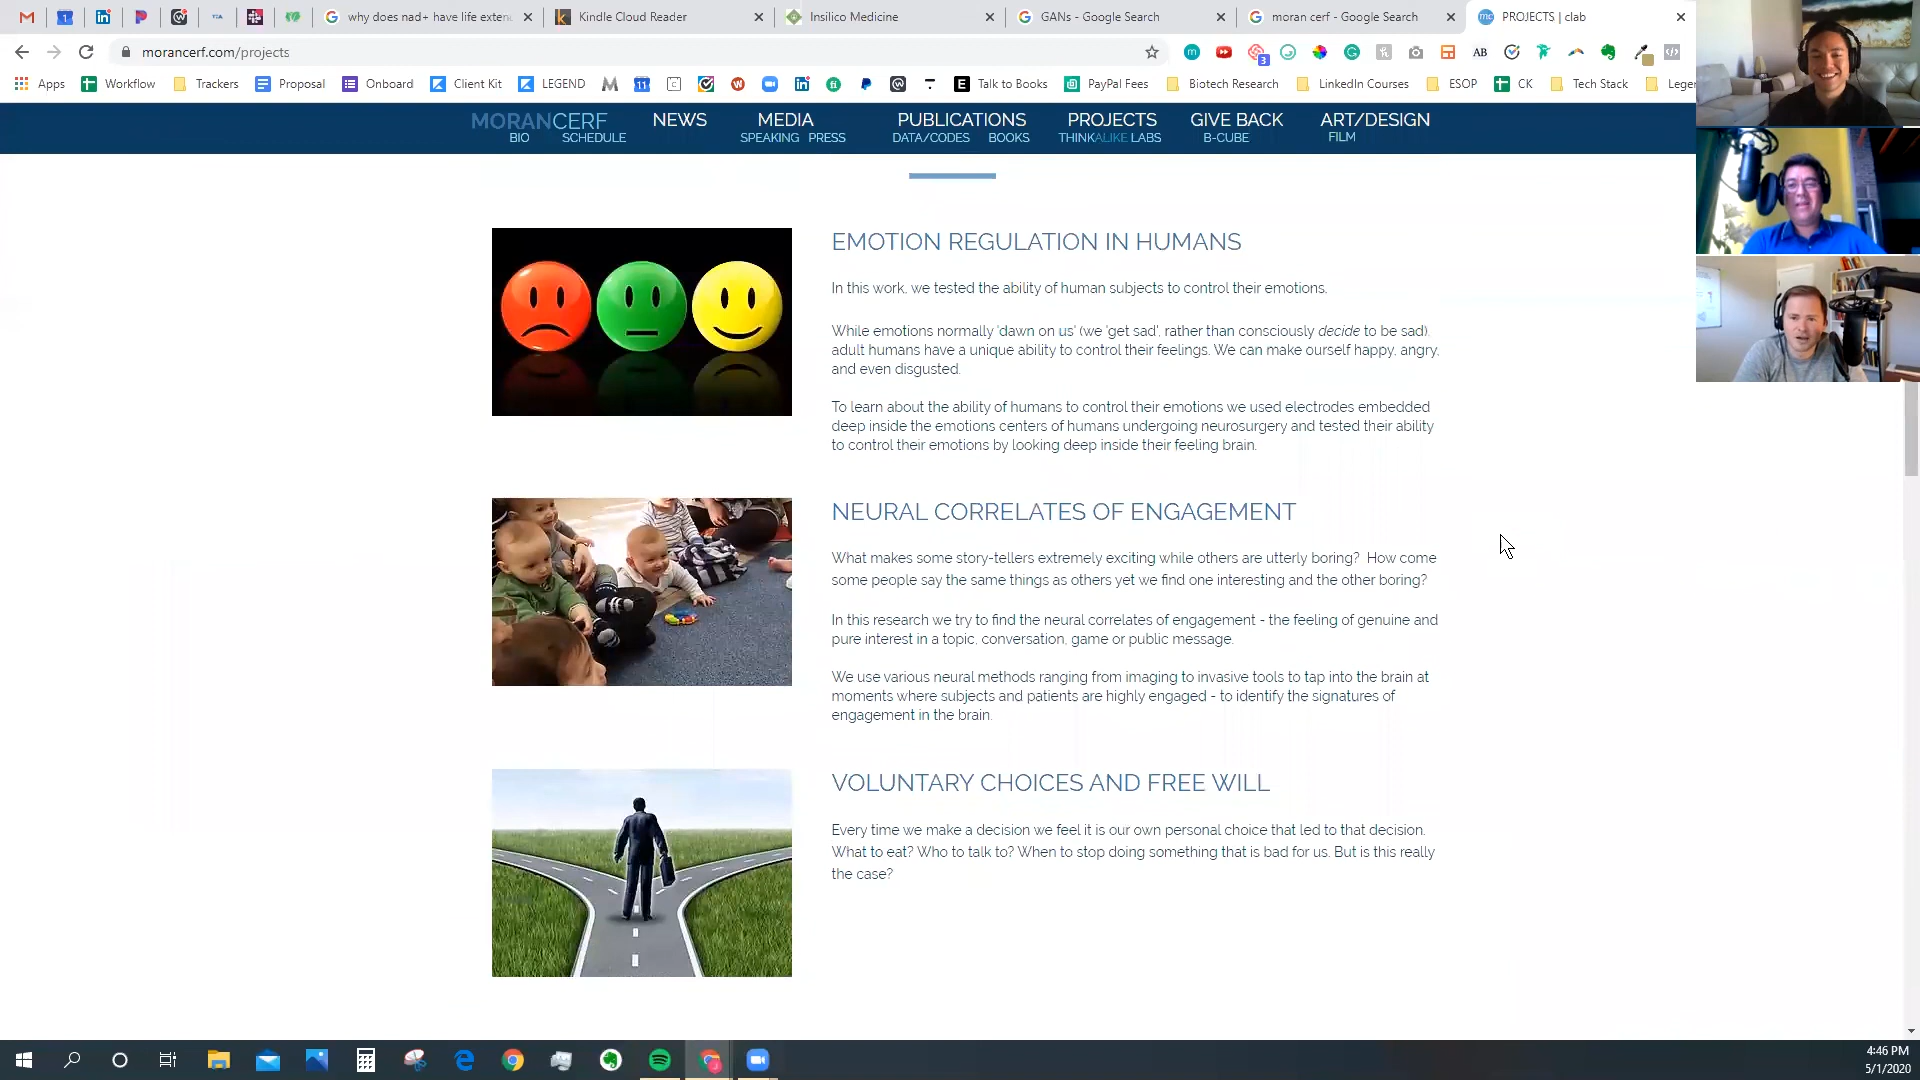 why does nad+ have life exten
Kindle Cloud Reader
Insilico Medicine
GANs - Google Search
moran cerf - Google Search
PROJECTS | clab
morancerf.com/projects
3
AB
Apps
Workflow
Trackers
Proposal
Onboard
Client Kit
LEGEND
Talk to Books
PayPal Fees
Biotech Research
LinkedIn Courses
ESOP
CK
Tech Stack
Leger
MORANCERF
NEWS
MEDIA
PUBLICATIONS
PROJECTS
GIVE BACK
ART/DESIGN
BIO
SCHEDULE
SPEAKING
PRESS
DATA/CODES
BOOKS
THINKALIKE LABS
B-CUBE
FILM
EMOTION REGULATION IN HUMANS
In this work, we tested the ability of human subjects to control their emotions.
While emotions normally 'dawn on us' (we 'get sad', rather than consciously decide to be sad),
adult humans have a unique ability to control their feelings. We can make ourself happy, angry,
and even disgusted.
To learn about the ability of humans to control their emotions we used electrodes embedded
deep inside the emotions centers of humans undergoing neurosurgery and tested their ability
to control their emotions by looking deep inside their feeling brain.
NEURAL CORRELATES OF ENGAGEMENT
What makes some story-tellers extremely exciting while others are utterly boring? How come
some people say the same things as others yet we find one interesting and the other boring?
In this research we try to find the neural correlates of engagement - the feeling of genuine and
pure interest in a topic, conversation, game or public message.
We use various neural methods ranging from imaging to invasive tools to tap into the brain at
moments where subjects and patients are highly engaged - to identify the signatures of
engagement in the brain.
VOLUNTARY CHOICES AND FREE WILL
Every time we make a decision we feel it is our own personal choice that led to that decision.
What to eat? Who to talk to? When to stop doing something that is bad for us. But is this really
the case?
4:46 PM
5/1/2020